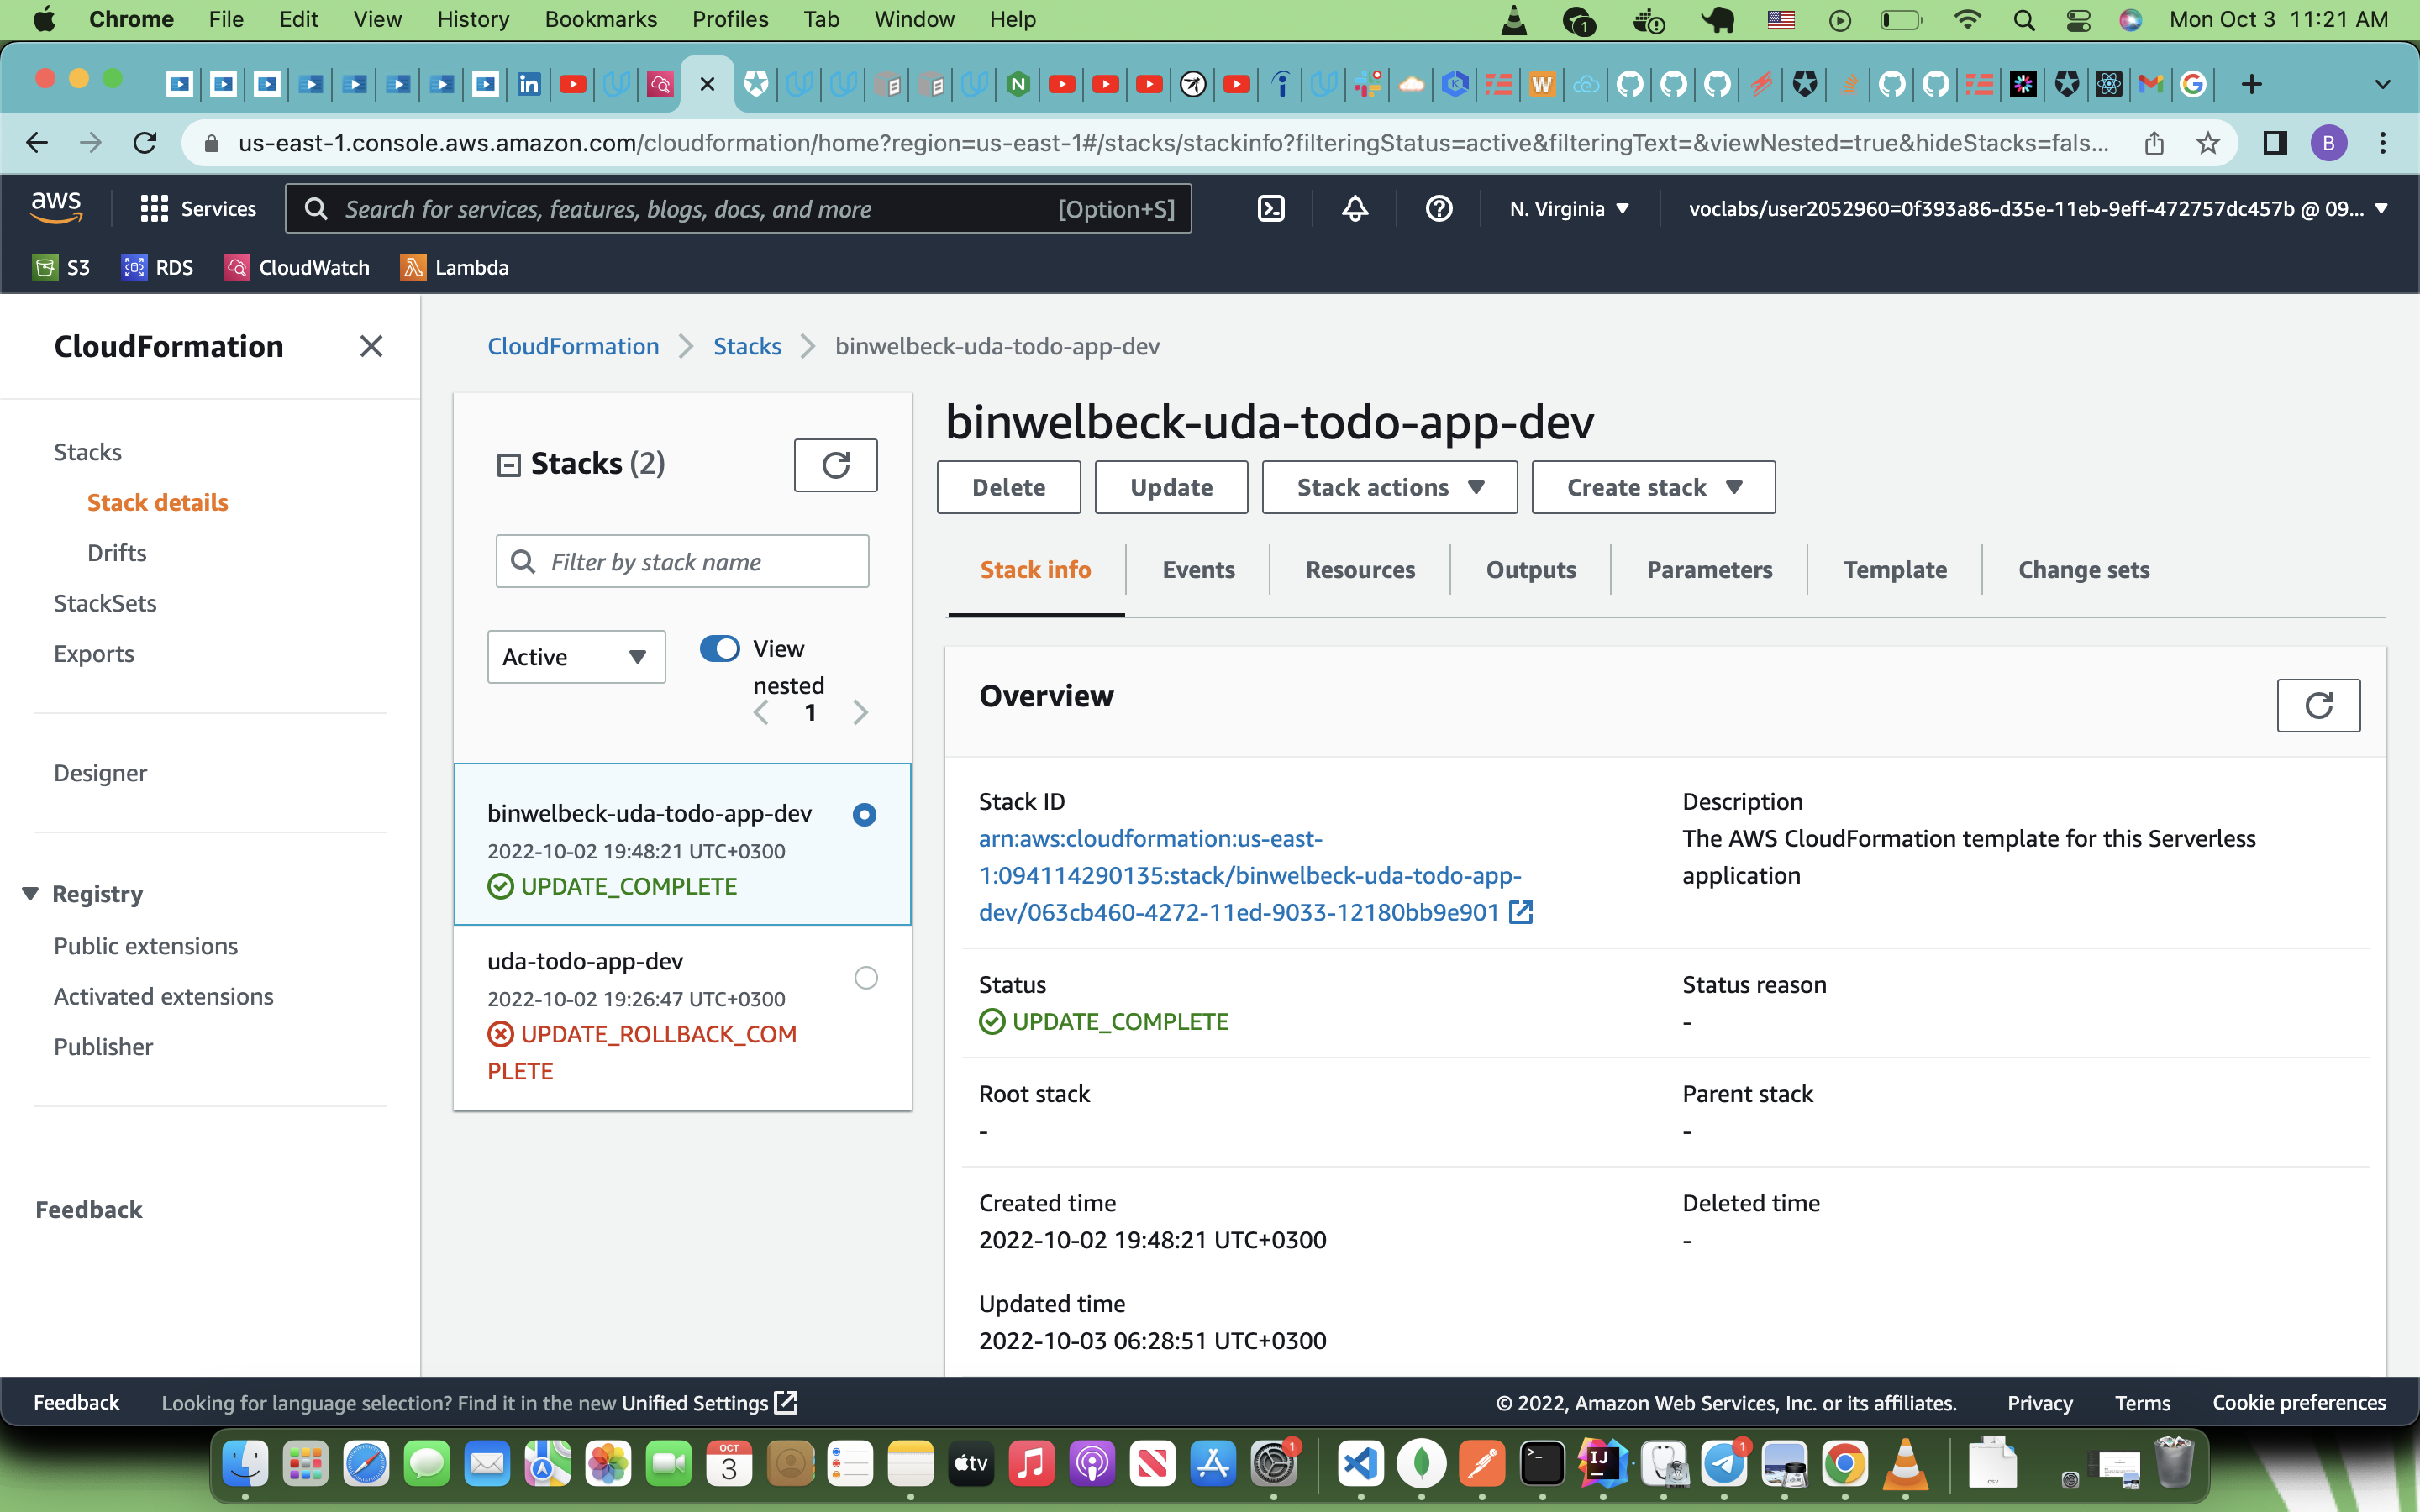 Chrome File Edit View History Bookmarks Profiles Tab Window Help
1
Mon Oct 3 11:21 AM
us-east-1.console.aws.amazon.com/cloudformation/home?region=us-east-1#/stacks/stackinfo?filteringStatus=active&filteringText=&viewNested=true&hideStacks=fals...
B
aws
Services
Search for services, features, blogs, docs, and more [Option+S]
N. Virginia
voclabs/user2052960=0f393a86-d35e-11eb-9eff-472757dc457b @ 09...
S3 RDS CloudWatch Lambda
CloudFormation
Stacks
Stack details
Drifts
StackSets
Exports
Designer
Registry
Public extensions
Activated extensions
Publisher
Feedback
CloudFormation Stacks binwelbeck-uda-todo-app-dev
Stacks (2)
Filter by stack name
Active
View
nested
1
binwelbeck-uda-todo-app-dev
2022-10-02 19:48:21 UTC+0300
UPDATE_COMPLETE
uda-todo-app-dev
2022-10-02 19:26:47 UTC+0300
UPDATE_ROLLBACK_COM
PLETE
binwelbeck-uda-todo-app-dev
Delete Update Stack actions Create stack
Stack info Events Resources Outputs Parameters Template Change sets
Overview
Stack ID
arn:aws:cloudformation:us-east-
1:094114290135:stack/binwelbeck-uda-todo-app-
dev/063cb460-4272-11ed-9033-12180bb9e901
Description
The AWS CloudFormation template for this Serverless
application
Status
UPDATE_COMPLETE
Status reason
-
Root stack
-
Parent stack
-
Created time
2022-10-02 19:48:21 UTC+0300
Deleted time
-
Updated time
2022-10-03 06:28:51 UTC+0300
Feedback Looking for language selection? Find it in the new Unified Settings
© 2022, Amazon Web Services, Inc. or its affiliates. Privacy Terms Cookie preferences
OCT
3
tv
1
IJ
1
CSV